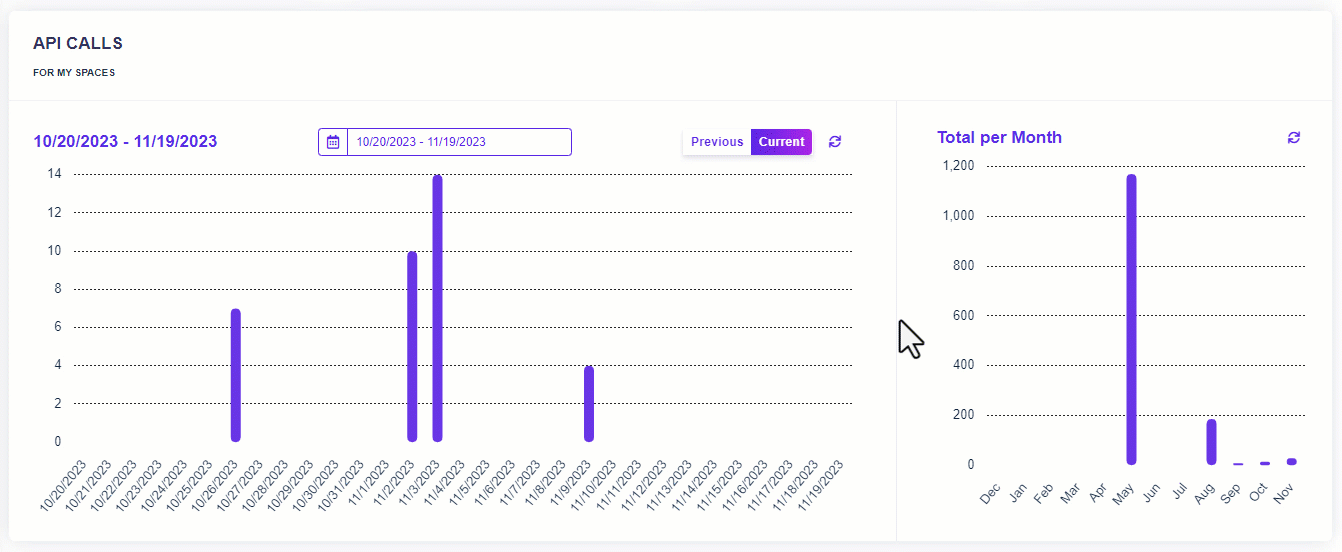 API CALLS
FOR MY SPACES
10/20/2023 - 11/19/2023
10/20/2023 - 11/19/2023
Previous
Current
14
12
10
8
6
4
2
0
10/20/2023
10/21/2023
10/22/2023
10/23/2023
10/24/2023
10/25/2023
10/26/2023
10/27/2023
10/28/2023
10/29/2023
10/30/2023
10/31/2023
11/1/2023
11/2/2023
11/3/2023
11/4/2023
11/5/2023
11/6/2023
11/7/2023
11/8/2023
11/9/2023
11/10/2023
11/11/2023
11/12/2023
11/13/2023
11/14/2023
11/15/2023
11/16/2023
11/17/2023
11/18/2023
11/19/2023
Total per Month
1,200
1,000
800
600
400
200
0
Dec
Jan
Feb
Mar
Apr
May
Jun
Jul
Aug
Sep
Oct
Nov